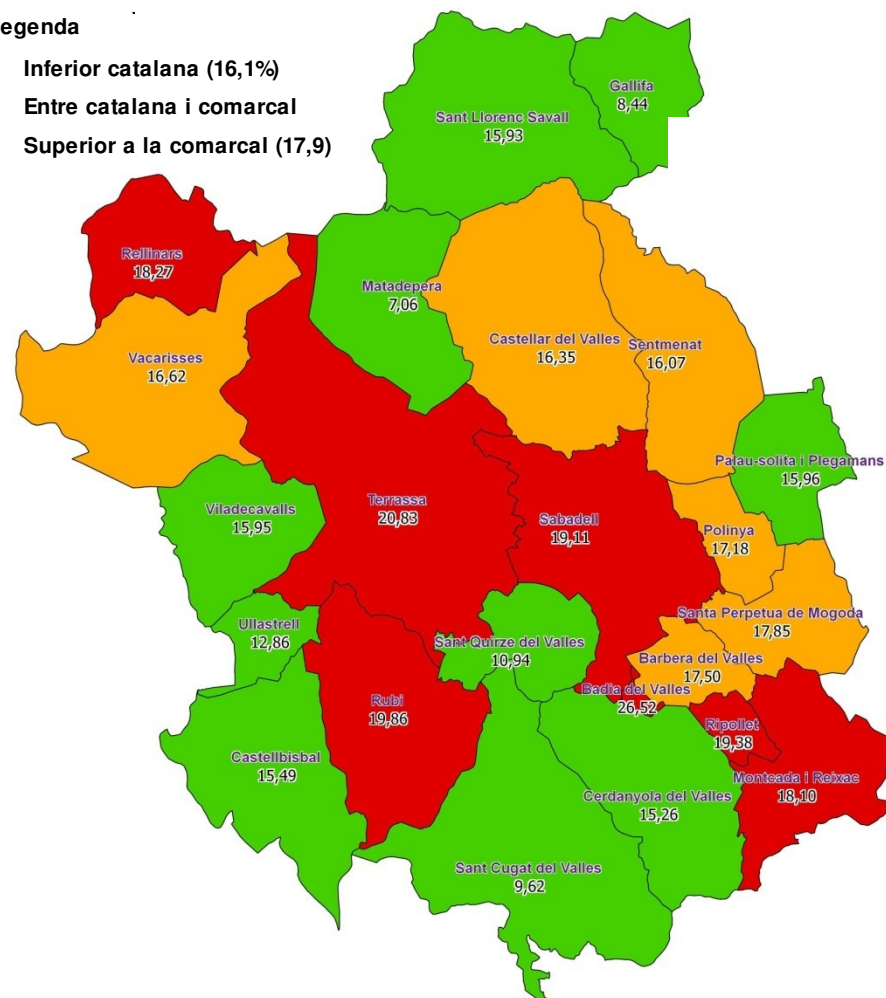 egenda
Inferior catalana (16,1%)
Entre catalana i comarcal
Superior a la comarcal (17,9)
Gallifa
8,44
Sant Llorenc Savall
15,93
Rellinars
18,27
Matadepera
7,06
Castellar del Valles
16,35
Sentmenat
16,07
Vacarisses
16,62
Palau-solita i Plegamans
15,96
Viladecavalls
15,95
Terrassa
20,83
Sabadell
19,11
Polinya
17,18
Santa Perpetua de Mogoda
17,85
Ullastrell
12,86
Sant Quirze del Valles
10,94
Barbera del Valles
17,50
Badia del Valles
26,52
Rubi
19,86
Ripollet
19,38
Castellbisbal
15,49
Montcada i Reixac
18,10
Cerdanyola del Valles
15,26
Sant Cugat del Valles
9,62